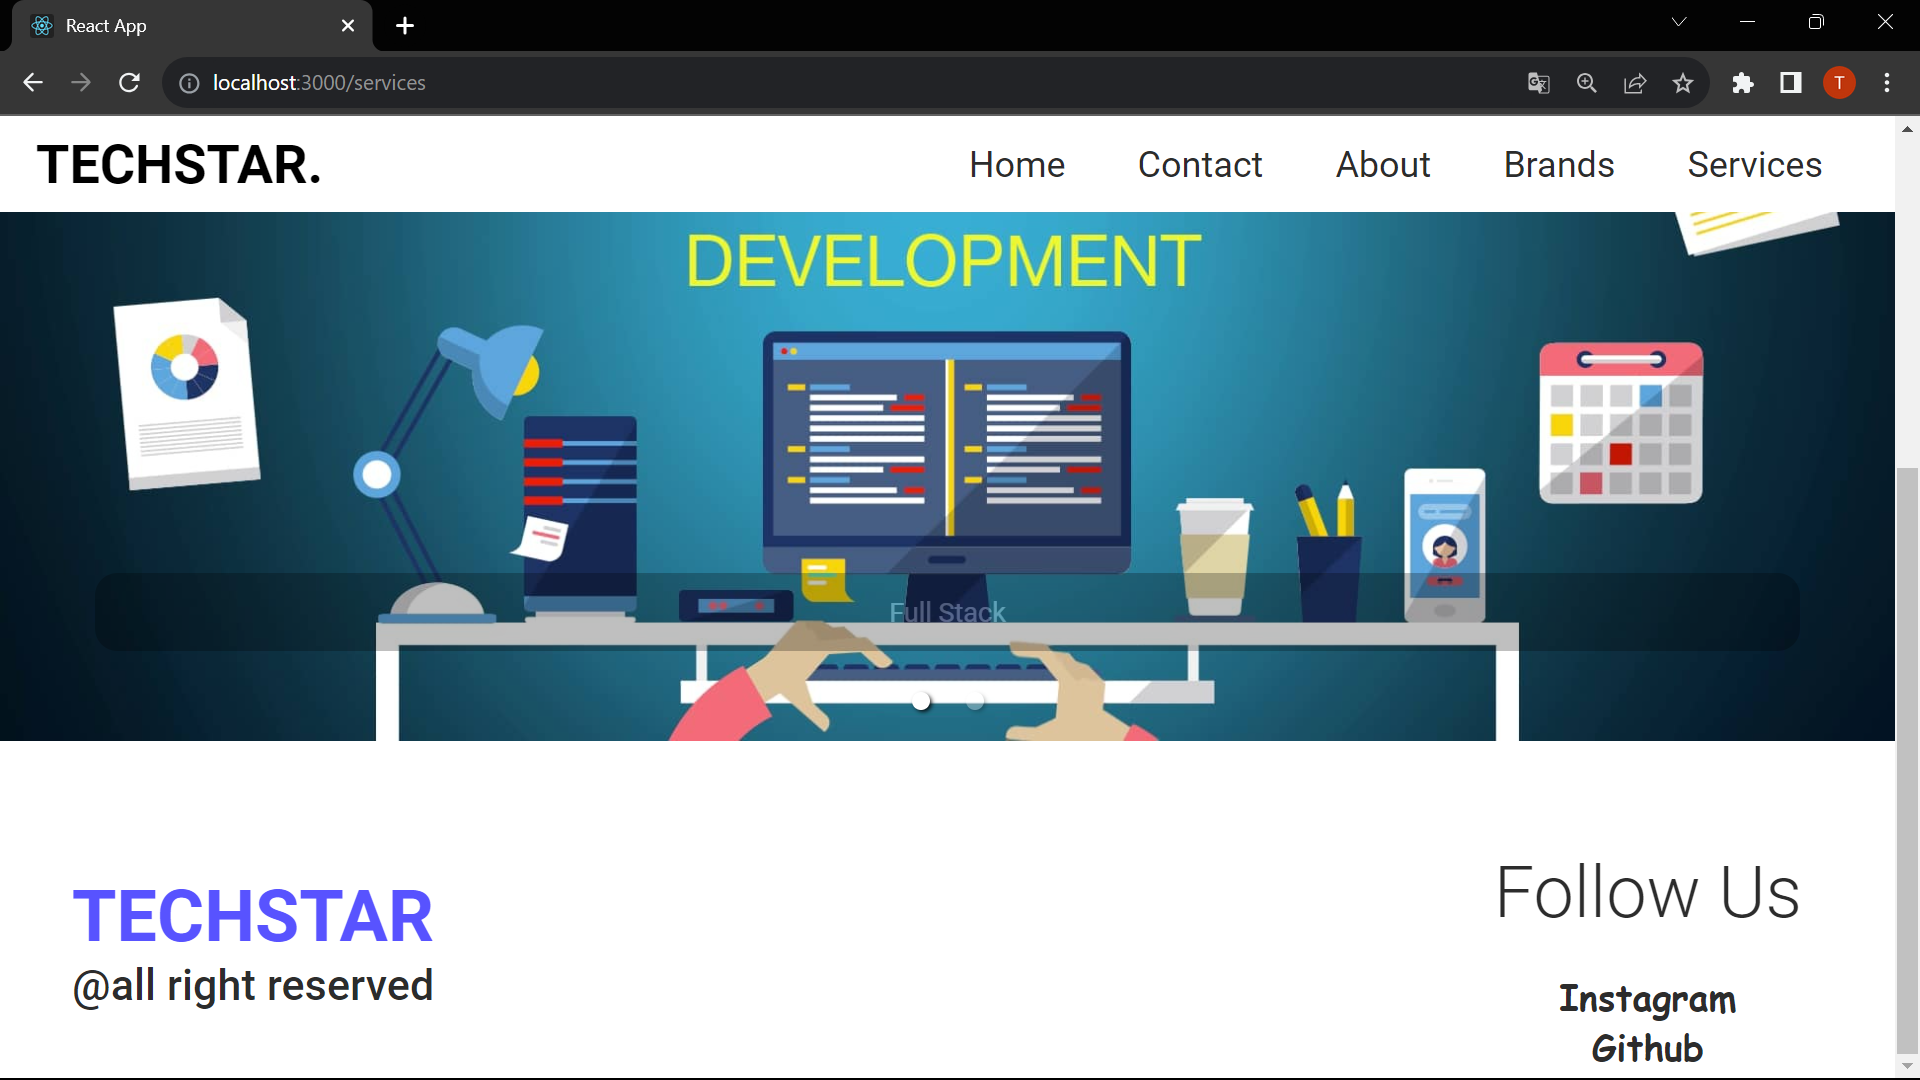 React App
localhost:3000/services
T
TECHSTAR.
Home Contact About Brands Services
DEVELOPMENT
Full Stack
TECHSTAR
@all right reserved
Follow Us
Instagram
Github